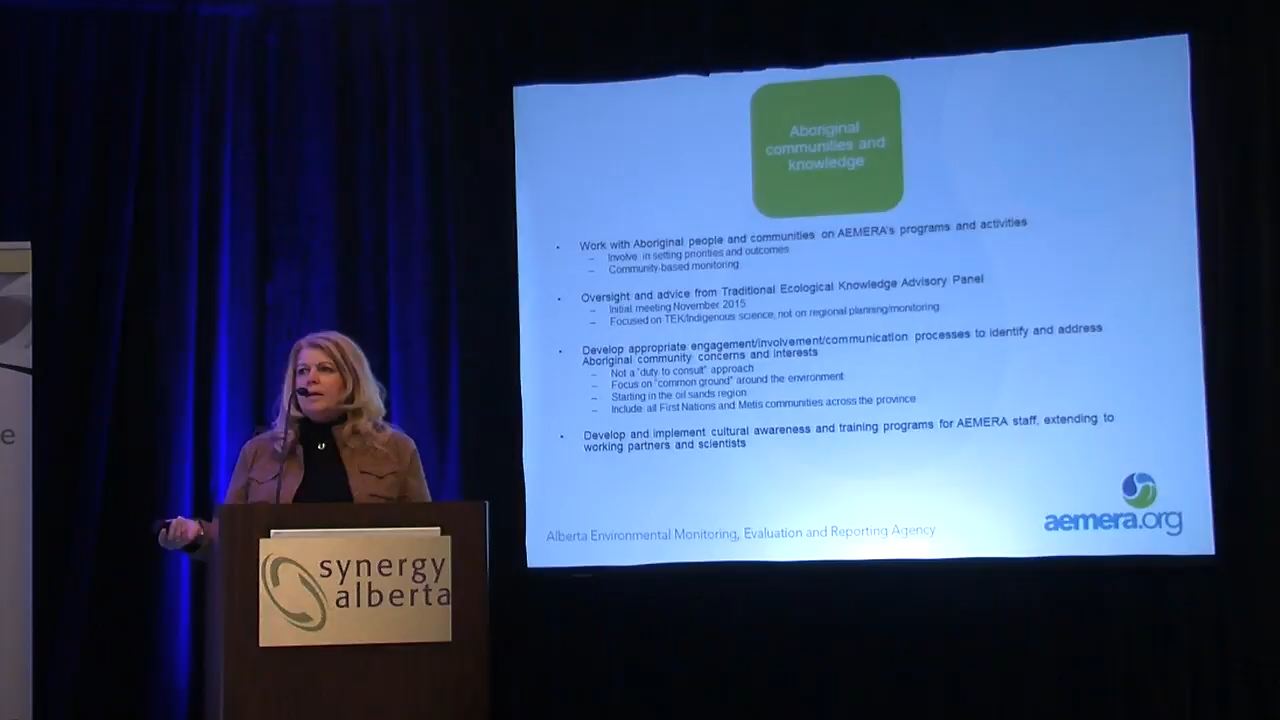 Aboriginal
communities and
knowledge
Work with Aboriginal people and communities on AEMERA's programs and activities
– Involve in setting priorities and outcomes
– Community-based monitoring
Oversight and advice from Traditional Ecological Knowledge Advisory Panel
– Initial meeting November 2015
– Focused on TEK/Indigenous science, not on regional planning/monitoring
Develop appropriate engagement/involvement/communication processes to identify and address
Aboriginal community concerns and interests
– Not a "duty to consult" approach
– Focus on "common ground" around the environment
– Starting in the oil sands region
– Include all First Nations and Metis communities across the province
Develop and implement cultural awareness and training programs for AEMERA staff, extending to
working partners and scientists
Alberta Environmental Monitoring, Evaluation and Reporting Agency
aemera.org
synergy
alberta
e